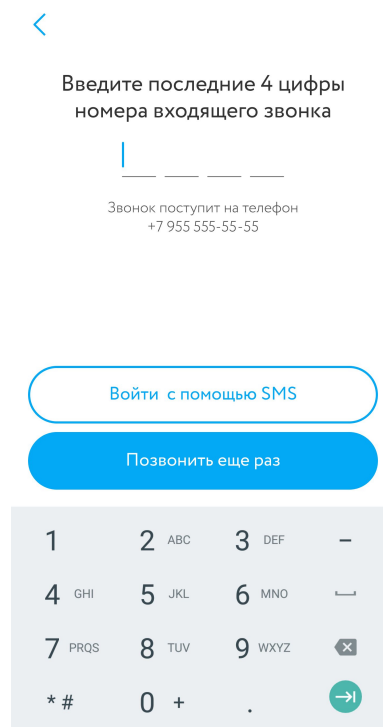 Введите последние 4 цифры
номера входящего звонка
Звонок поступит на телефон
+7 955 555-55-55
Войти с помощью SMS
Позвонить еще раз
1 2 ABC 3 DEF –
4 GHI 5 JKL 6 MNO
7 PRQS 8 TUV 9 WXYZ
* # 0 + .